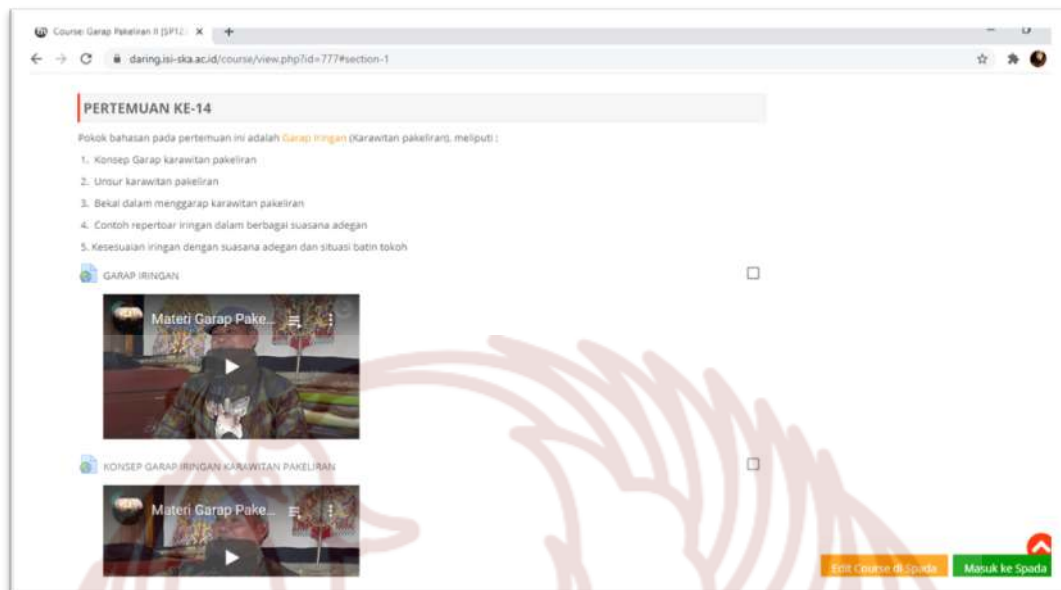 Course: Garap Pakeliran II [SP12
daring.isi-ska.ac.id/course/view.php?id=777#section-1
PERTEMUAN KE-14
Pokok bahasan pada pertemuan ini adalah Garap Iringan (Karawitan pakeliran), meliputi :
1. Konsep Garap karawitan pakeliran
2. Unsur karawitan pakeliran
3. Bekal dalam menggarap karawitan pakeliran
4. Contoh repertoar iringan dalam berbagai suasana adegan
5. Kesesuaian iringan dengan suasana adegan dan situasi batin tokoh
GARAP IRINGAN
Materi Garap Pake...
KONSEP GARAP IRINGAN KARAWITAN PAKELIRAN
Materi Garap Pake...
Edit Course di Spada
Masuk ke Spada